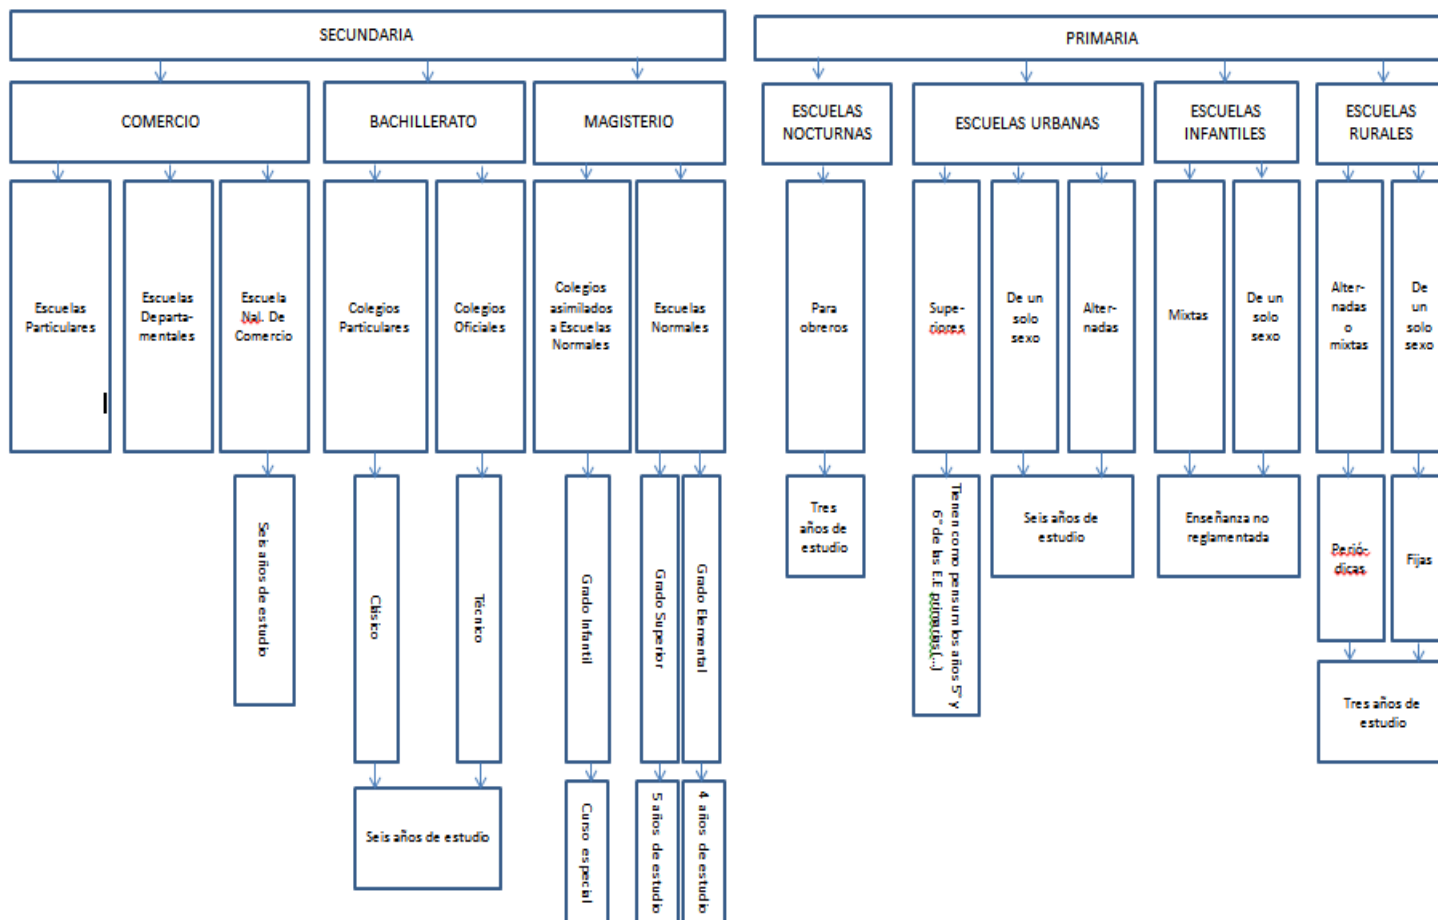 SECUNDARIA
PRIMARIA
COMERCIO
BACHILLERATO
MAGISTERIO
ESCUELAS
NOCTURNAS
ESCUELAS URBANAS
ESCUELAS
INFANTILES
ESCUELAS
RURALES
Escuelas
Particulares
Escuelas
Departa-
mentales
Escuela
Nal. De
Comercio
Colegios
Particulares
Colegios
Oficiales
Colegios
asimilados
a Escuelas
Normales
Escuelas
Normales
Para
obreros
Supe-
riores
De un
solo
sexo
Alter-
nadas
Mixtas
De un
solo
sexo
Alter-
nadas
o
mixtas
De
un
solo
sexo
Seis años de estudio
Clásico
Técnico
Grado Infantil
Grado Superior
Grado Elemental
Tres
años de
estudio
Tienen como pensum los años 5° y
6° de las E.E primarias (...)
Seis años de
estudio
Enseñanza no
reglamentada
Perió-
dicas
Fijas
Tres años de
estudio
Seis años de estudio
Curso especial
5 años de estudio
4 años de estudio